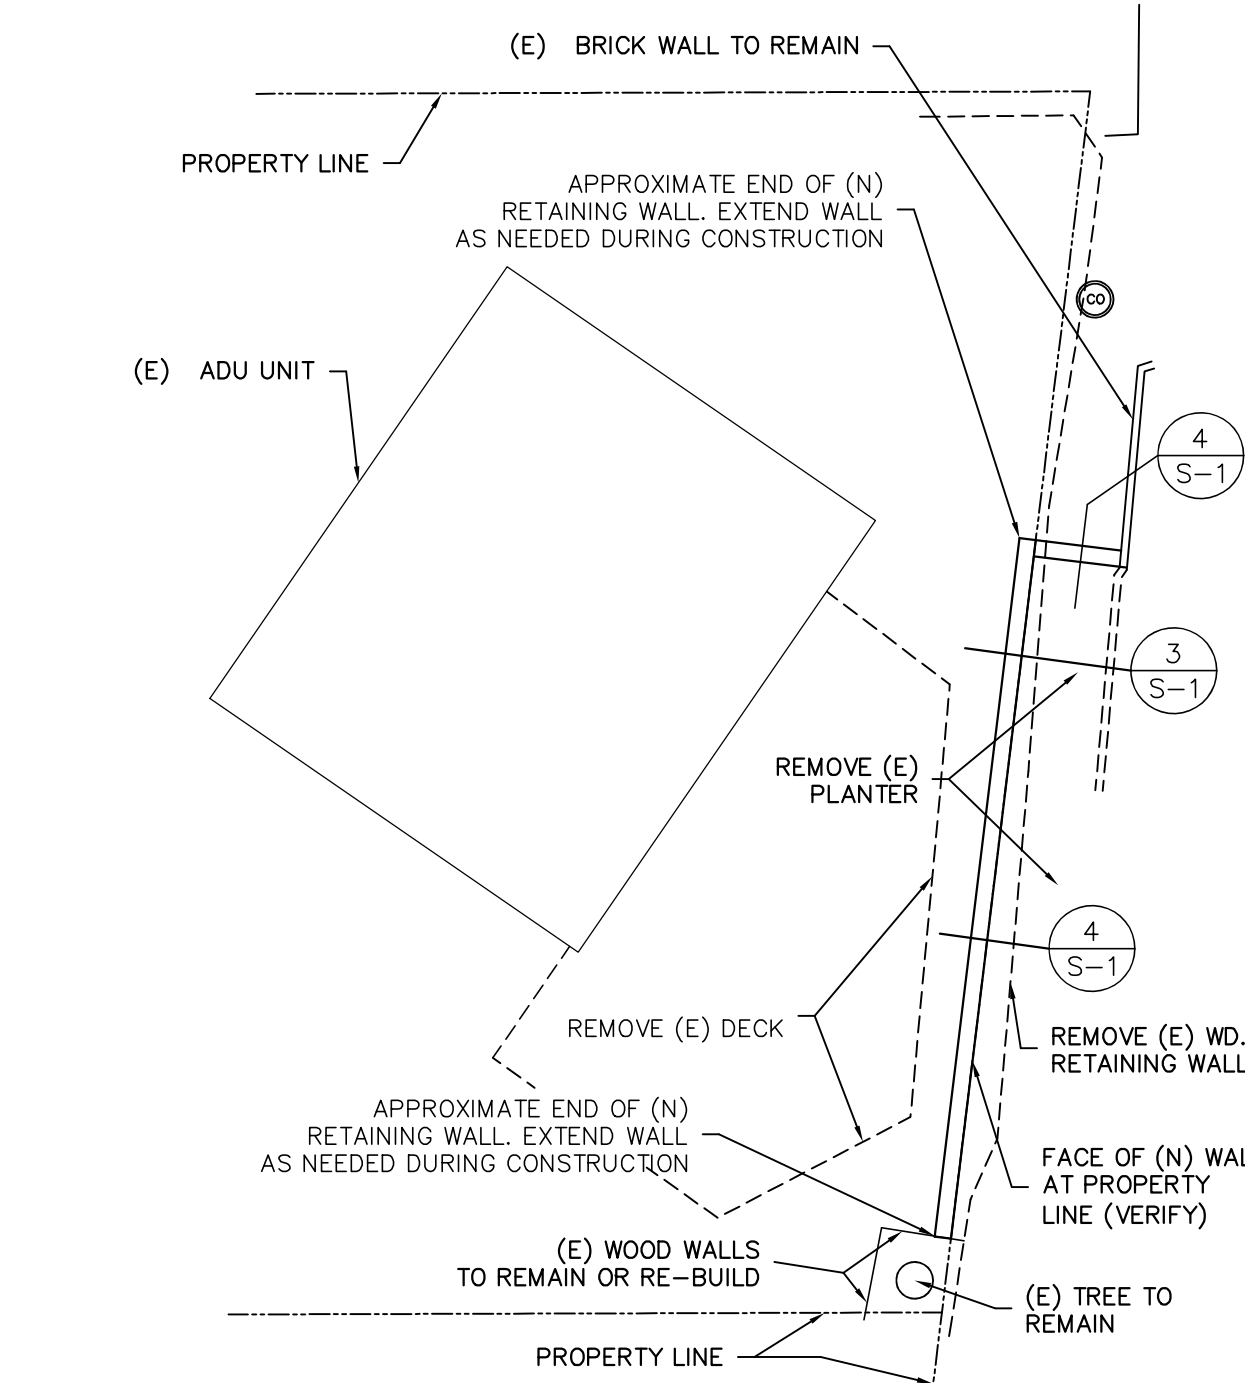 (E) BRICK WALL TO REMAIN
PROPERTY LINE
APPROXIMATE END OF (N)
RETAINING WALL. EXTEND WALL
AS NEEDED DURING CONSTRUCTION
CO
(E) ADU UNIT
4
S-1
3
S-1
REMOVE (E)
PLANTER
4
S-1
REMOVE (E) DECK
REMOVE (E) WD.
RETAINING WALL
APPROXIMATE END OF (N)
RETAINING WALL. EXTEND WALL
AS NEEDED DURING CONSTRUCTION
FACE OF (N) WAL
AT PROPERTY
LINE (VERIFY)
(E) WOOD WALLS
TO REMAIN OR RE-BUILD
(E) TREE TO
REMAIN
PROPERTY LINE